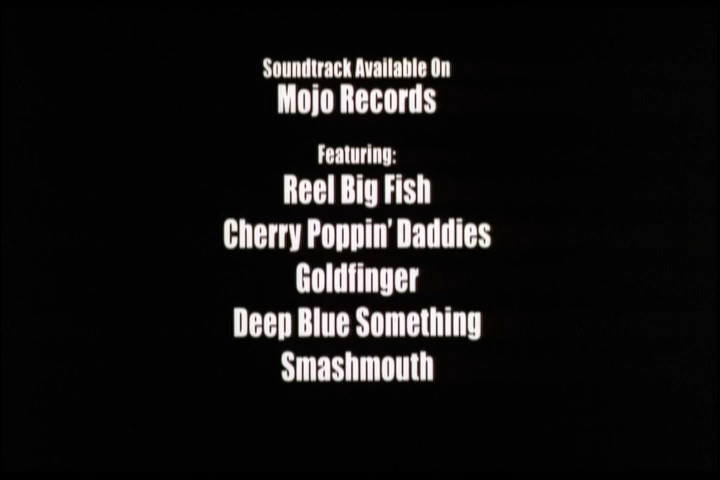 Soundtrack Available On
Mojo Records
Featuring:
Reel Big Fish
Cherry Poppin' Daddies
Goldfinger
Deep Blue Something
Smashmouth